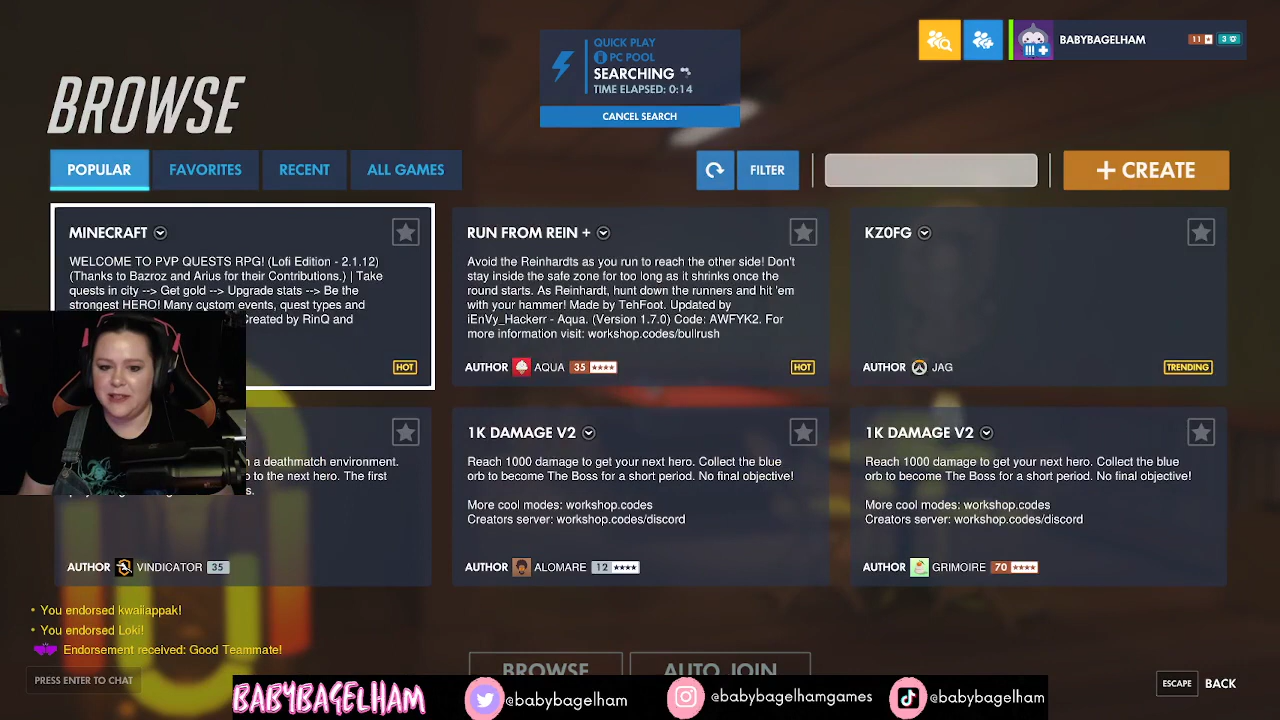 QUICK PLAY
PC POOL
SEARCHING
TIME ELAPSED: 0:14
CANCEL SEARCH
BABYBAGELHAM
11
3
BROWSE
POPULAR
FAVORITES
RECENT
ALL GAMES
FILTER
+ CREATE
MINECRAFT
WELCOME TO PVP QUESTS RPG! (Lofi Edition - 2.1.12)
(Thanks to Bazroz and Arius for their Contributions.) | Take
quests in city --> Get gold --> Upgrade stats --> Be the
strongest HERO! Many custom events, quest types and
Created by RinQ and
HOT
RUN FROM REIN +
Avoid the Reinhardts as you run to reach the other side! Don't
stay inside the safe zone for too long as it shrinks once the
round starts. As Reinhardt, hunt down the runners and hit 'em
with your hammer! Made by TehFoot. Updated by
iEnVy_Hackerr - Aqua. (Version 1.7.0) Code: AWFYK2. For
more information visit: workshop.codes/bullrush
AUTHOR AQUA 35
HOT
KZ0FG
AUTHOR JAG
TRENDING
a deathmatch environment.
to the next hero. The first
AUTHOR VINDICATOR 35
1K DAMAGE V2
Reach 1000 damage to get your next hero. Collect the blue
orb to become The Boss for a short period. No final objective!
More cool modes: workshop.codes
Creators server: workshop.codes/discord
AUTHOR ALOMARE 12
1K DAMAGE V2
Reach 1000 damage to get your next hero. Collect the blue
orb to become The Boss for a short period. No final objective!
More cool modes: workshop.codes
Creators server: workshop.codes/discord
AUTHOR GRIMOIRE 70
• You endorsed kwaiiappak!
• You endorsed Loki!
Endorsement received: Good Teammate!
PRESS ENTER TO CHAT
BROWSE
AUTO JOIN
BABYBAGELHAM
@babybagelham
@babybagelhamgames
@babybagelham
ESCAPE
BACK